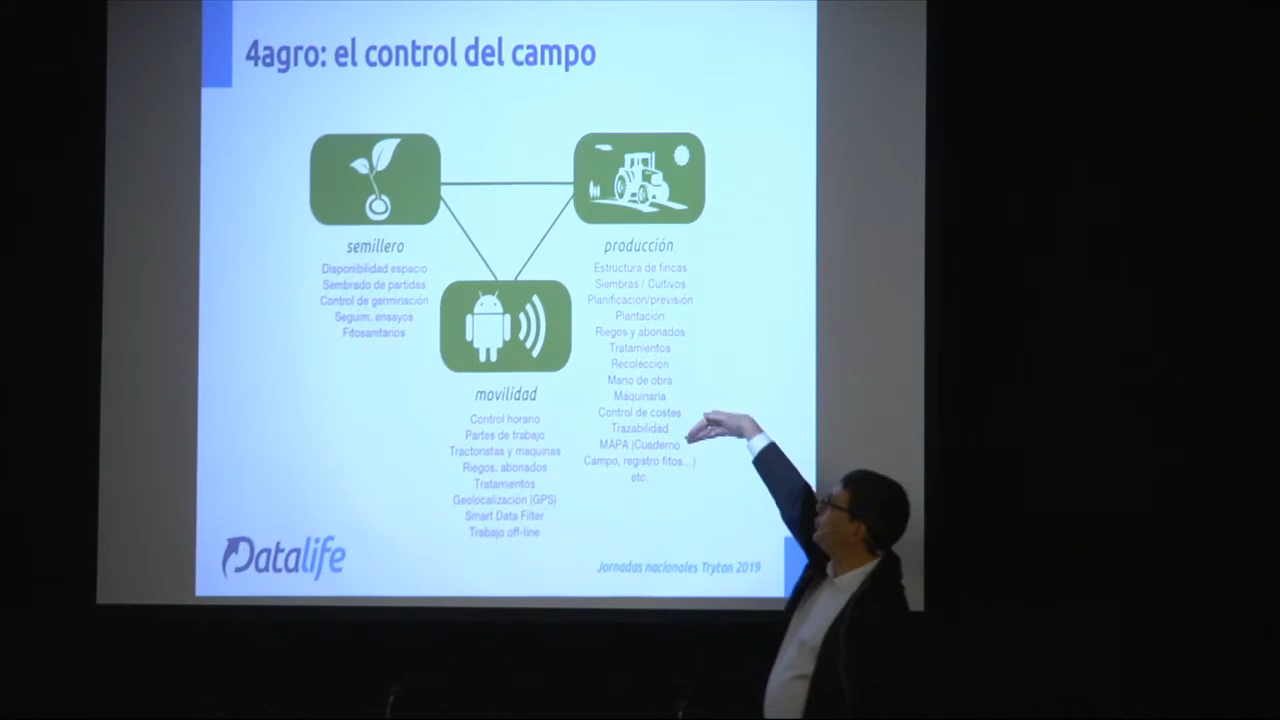 4agro: el control del campo
semillero
Disponibilidad espacio
Sembrado de partidas
Control de germinación
Seguim. ensayos
Fitosanitarios
producción
Estructura de fincas
Siembras / Cultivos
Planificacion/previsión
Plantación
Riegos y abonados
Tratamientos
Recolección
Mano de obra
Maquinaria
Control de costes
Trazabilidad
MAPA (Cuaderno
Campo, registro fitos...)
etc.
movilidad
Control horario
Partes de trabajo
Tractoristas y maquinas
Riegos, abonados
Tratamientos
Geolocalización (GPS)
Smart Data Filter
Trabajo off-line
Datalife
Jornadas nacionales Tryton 2019